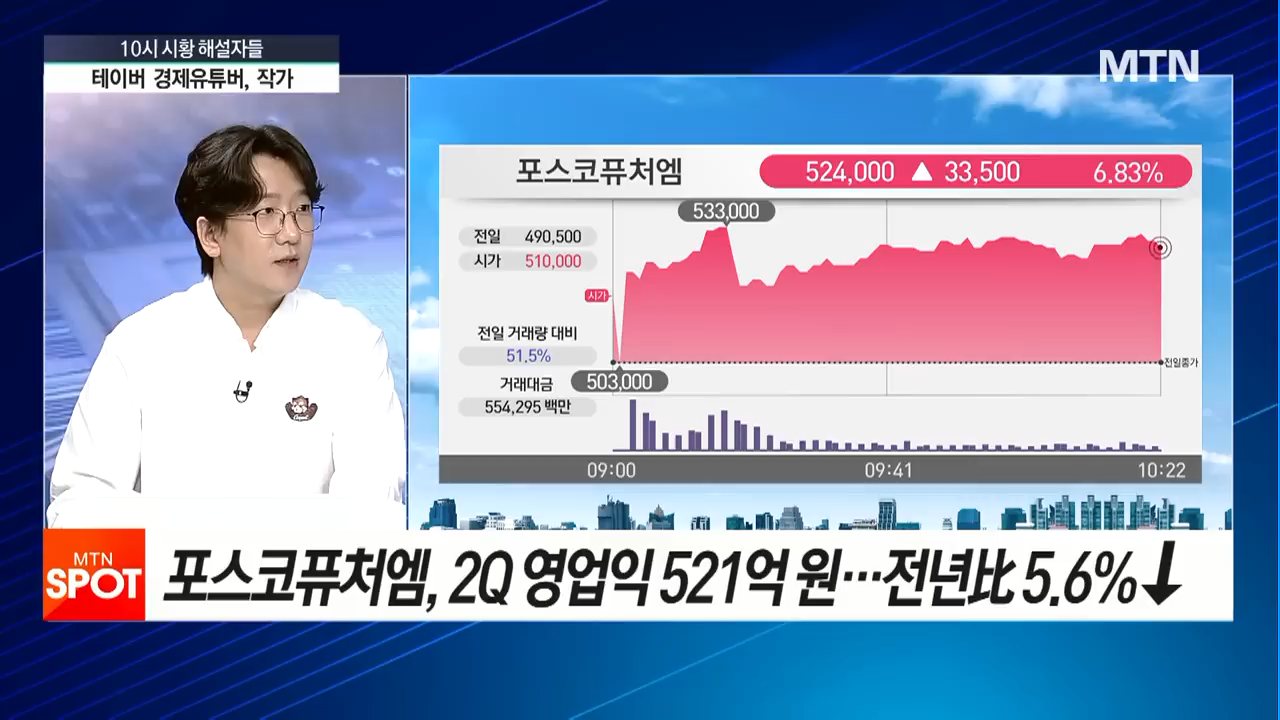 10시 시황 해설자들
테이버 경제유튜버, 작가
MTN
포스코퓨처엠
524,000 ▲ 33,500 6.83%
533,000
전일 490,500
시가 510,000
시가
전일 거래량 대비
51.5%
전일종가
거래대금
503,000
554,295 백만
09:00 09:41 10:22
MTN
SPOT
포스코퓨처엠, 2Q 영업익 521억 원…전년比 5.6%↓